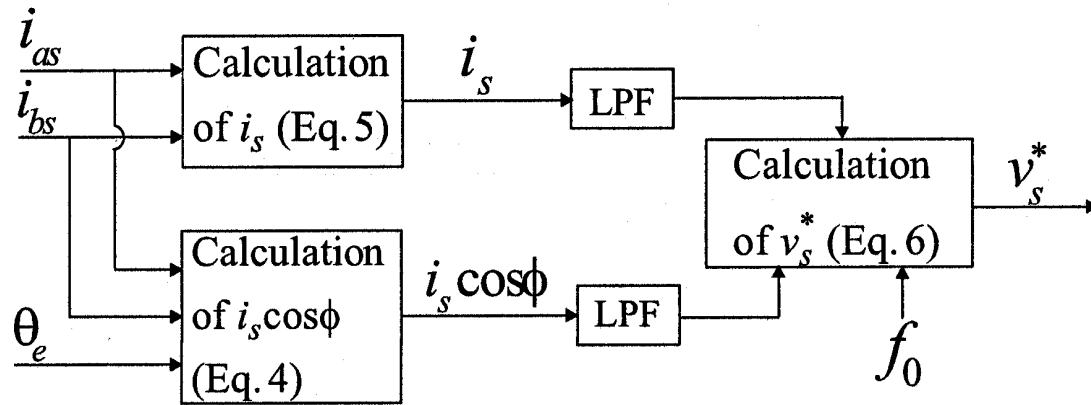 i_as
i_bs
Calculation
of i_s (Eq. 5)
i_s
LPF
Calculation
of v_s^* (Eq. 6)
v_s^*
θ_e
Calculation
of i_s cosϕ
(Eq. 4)
i_s cosϕ
LPF
f_0